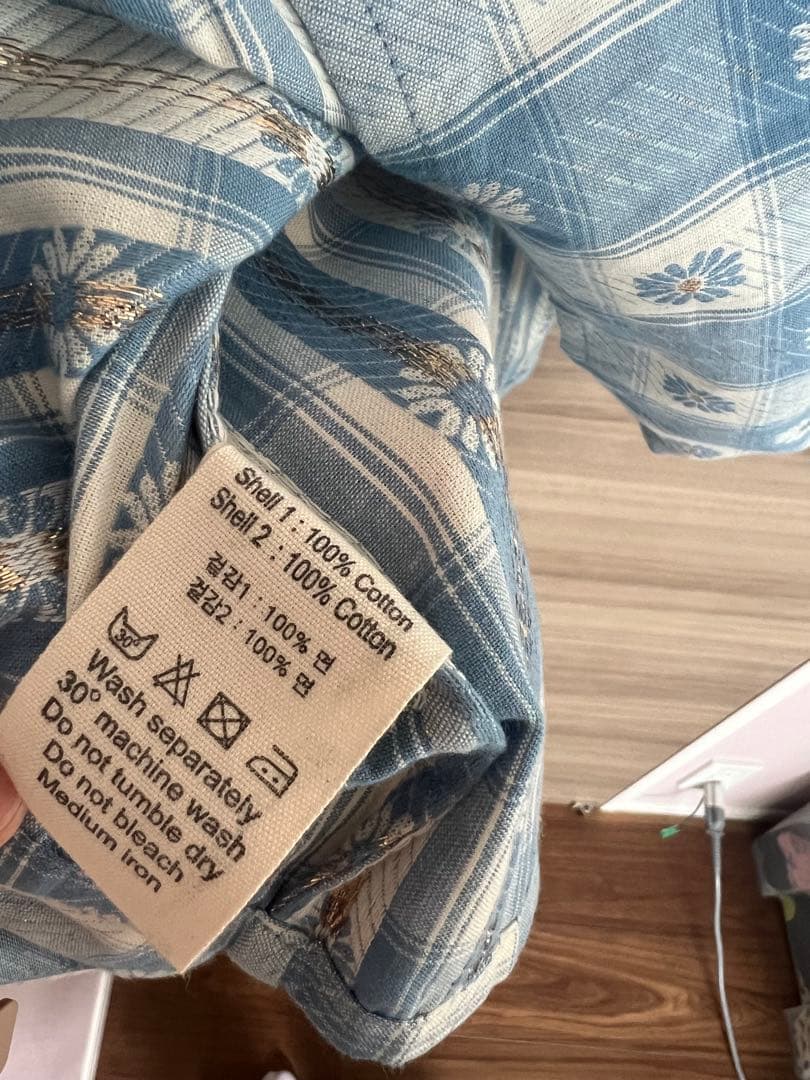 Shell 1 : 100% Cotton
Shell 2 : 100% Cotton
겉감1 : 100% 면
겉감2 : 100% 면
30°
Wash separately
30° machine wash
Do not tumble dry
Do not bleach
Medium Iron